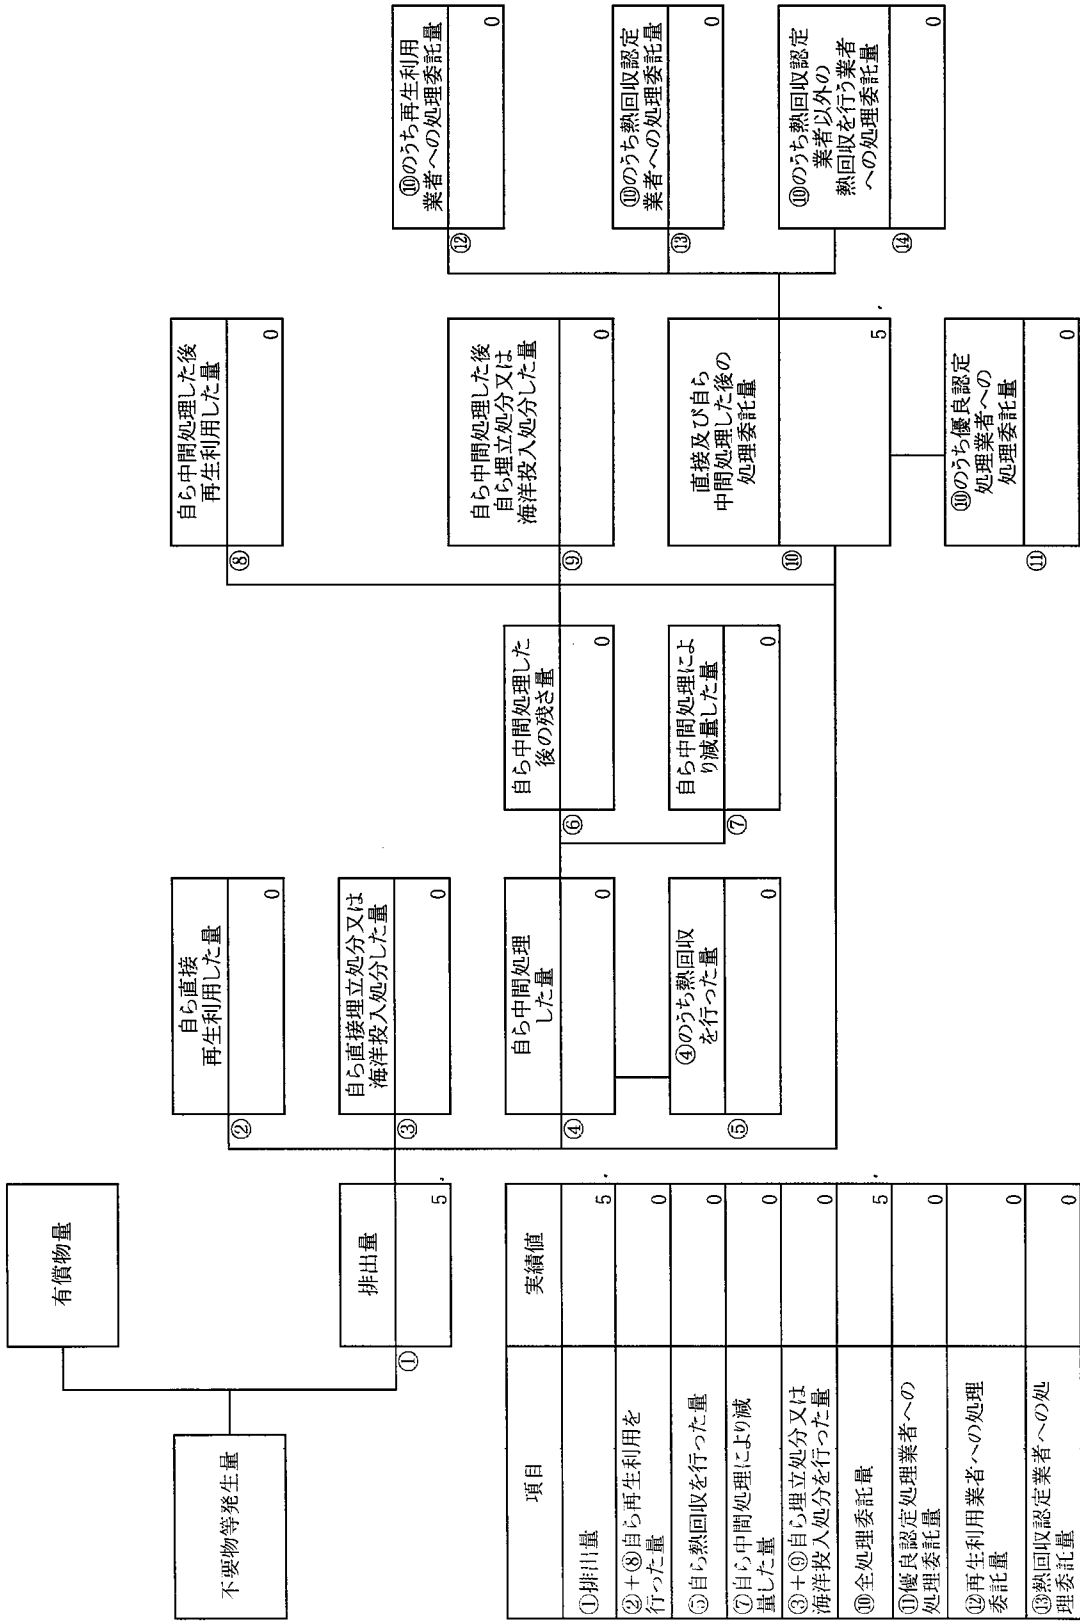 不要物等発生量
有償物量
①
排出量
5
②
自ら直接
再生利用した量
0
③
自ら直接埋立処分又は
海洋投入処分した量
0
④
自ら中間処理
した量
0
⑤
④のうち熱回収
を行った量
0
⑥
自ら中間処理した
後の残さ量
0
⑦
自ら中間処理によ
り減量した量
0
⑧
自ら中間処理した後
再生利用した量
0
⑨
自ら中間処理した後
自ら埋立処分又は
海洋投入処分した量
0
⑩
直接及び自ら
中間処理した後の
処理委託量
5
⑪
⑩のうち優良認定
処理業者への
処理委託量
0
⑫
⑩のうち再生利用
業者への処理委託量
0
⑬
⑩のうち熱回収認定
業者への処理委託量
0
⑭
⑩のうち熱回収認定
業者以外の
熱回収を行う業者
への処理委託量
0
項目 実績値
①排出量 5
②+⑧自ら再生利用を
行った量 0
⑤自ら熱回収を行った量 0
⑦自ら中間処理により減
量した量 0
③+⑨自ら埋立処分又は
海洋投入処分を行った量 0
⑩全処理委託量 5
⑪優良認定処理業者への
処理委託量 0
⑫再生利用業者への処理
委託量 0
⑬熱回収認定業者への処
理委託量 0